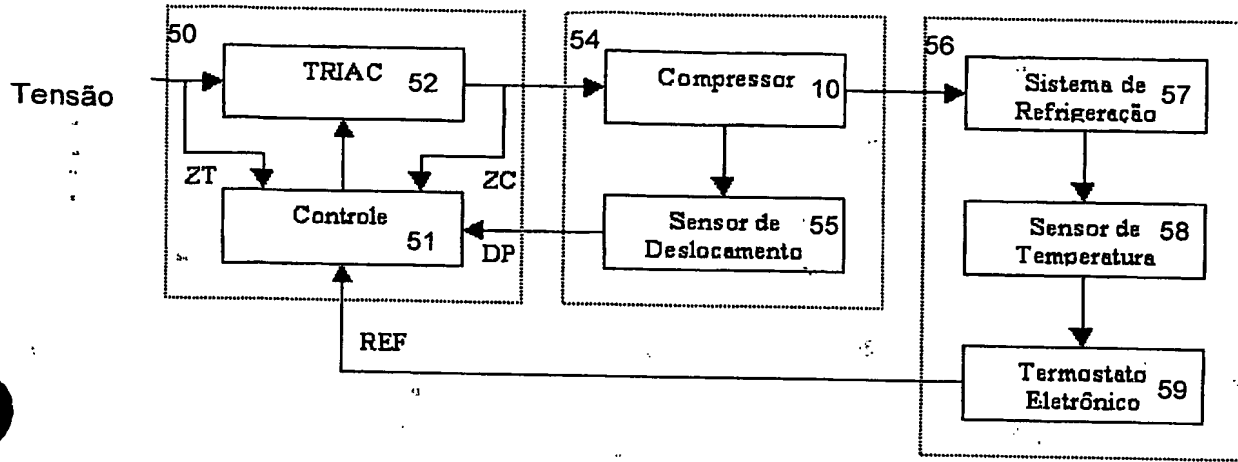 50
54
56
TRIAC
52
Compressor
10
Sistema de
Refrigeração
57
Tensão
ZT
ZC
Controle
51
DP
Sensor de
Deslocamento
55
Sensor de
Temperatura
58
REF
Termostato
Eletrônico
59